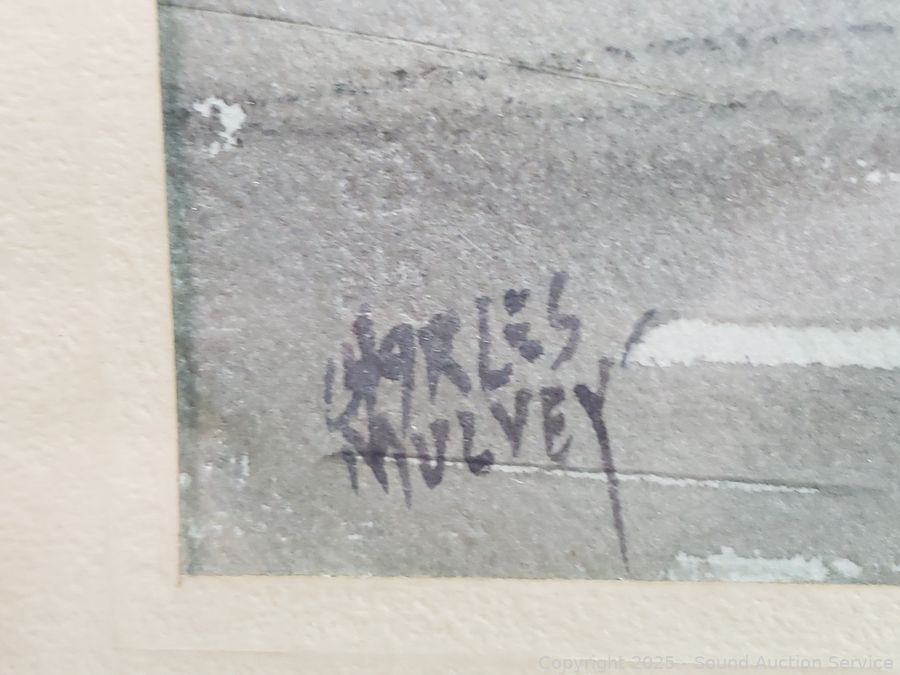 CHARLES
MULVEY
Copyright 2025 - Sound Auction Service